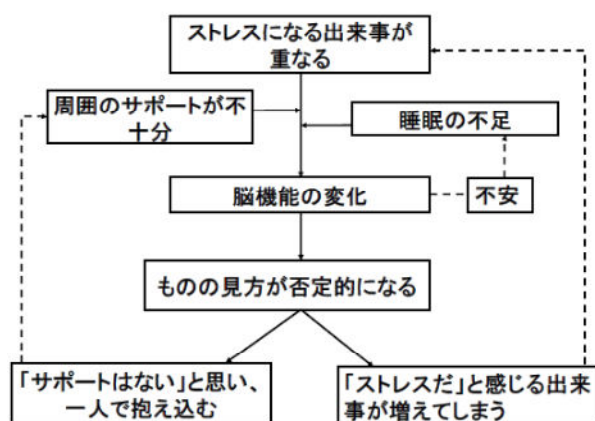 ストレスになる出来事が
重なる
周囲のサポートが不
十分
睡眠の不足
脳機能の変化
不安
ものの見方が否定的になる
「サポートはない」と思い、
一人で抱え込む
「ストレスだ」と感じる出来
事が増えてしまう